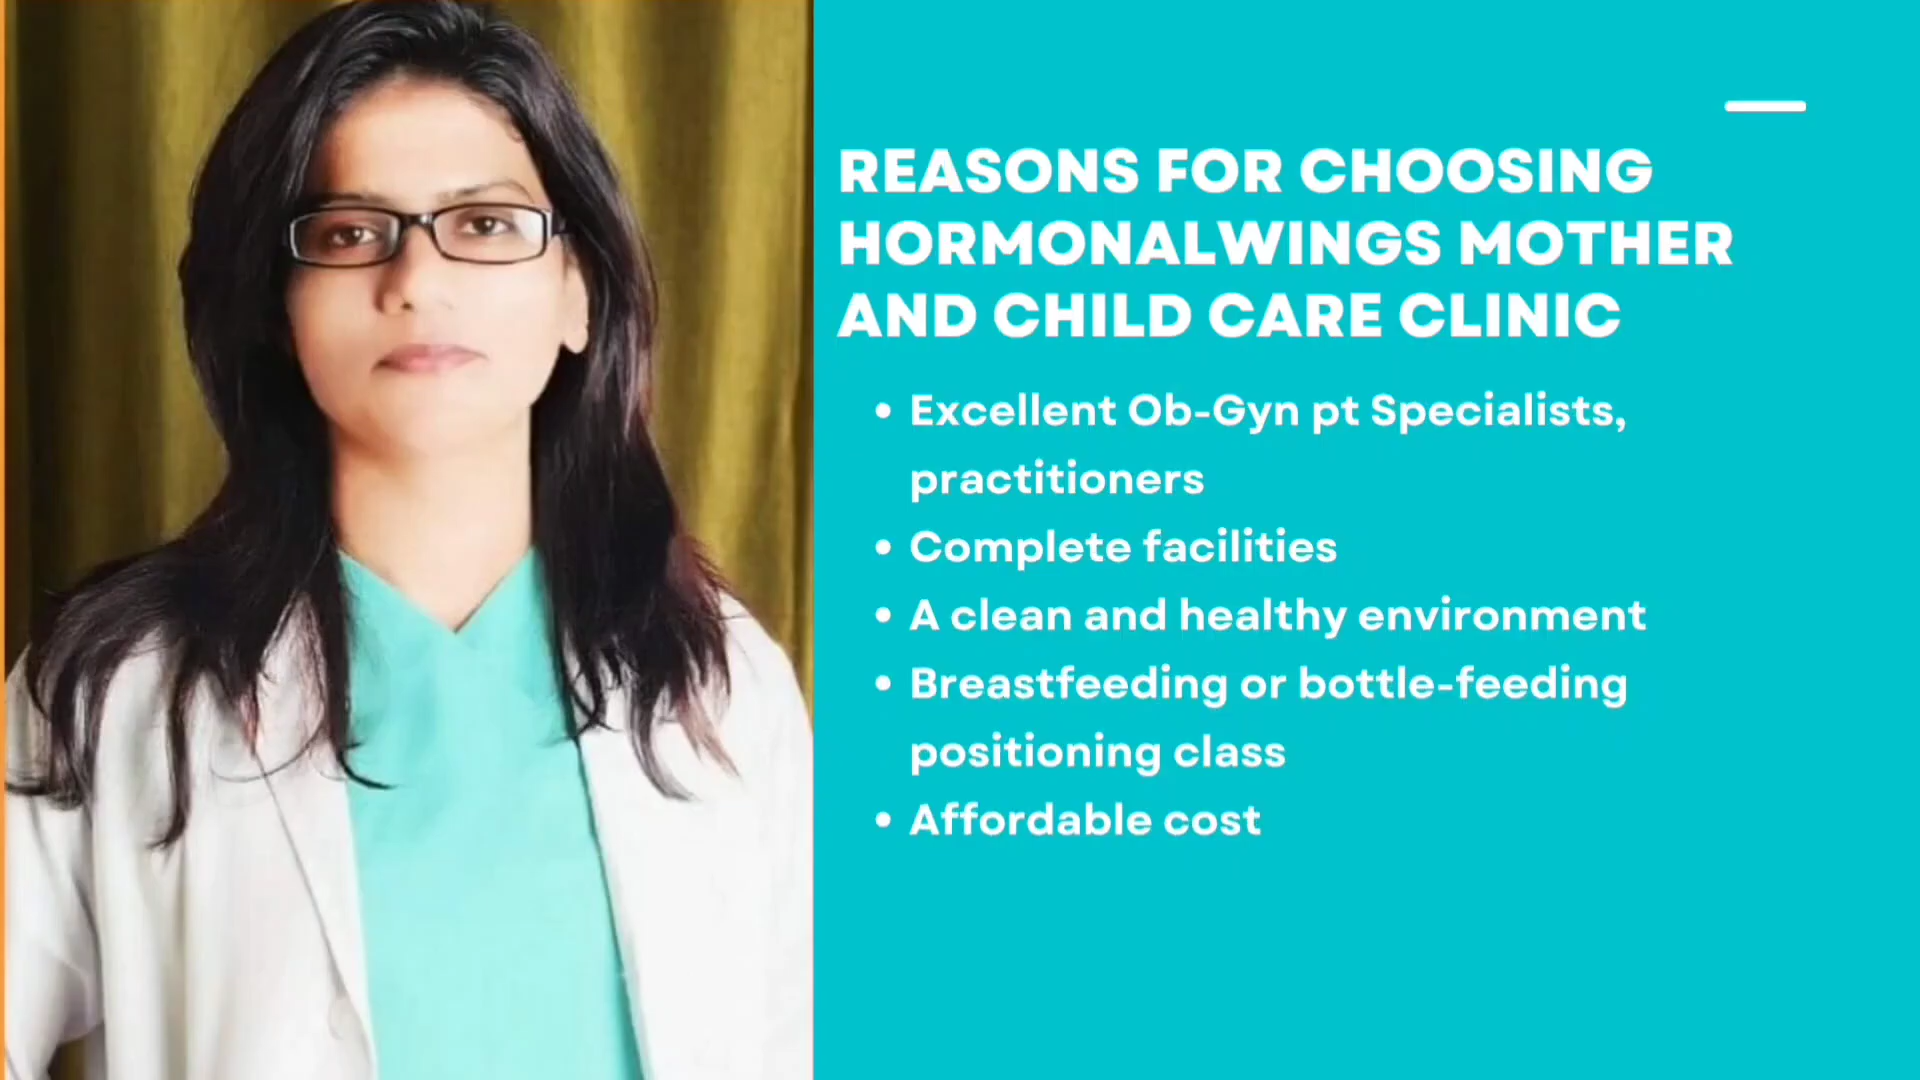 REASONS FOR CHOOSING
HORMONALWINGS MOTHER
AND CHILD CARE CLINIC
• Excellent Ob-Gyn pt Specialists,
practitioners
• Complete facilities
• A clean and healthy environment
• Breastfeeding or bottle-feeding
positioning class
• Affordable cost